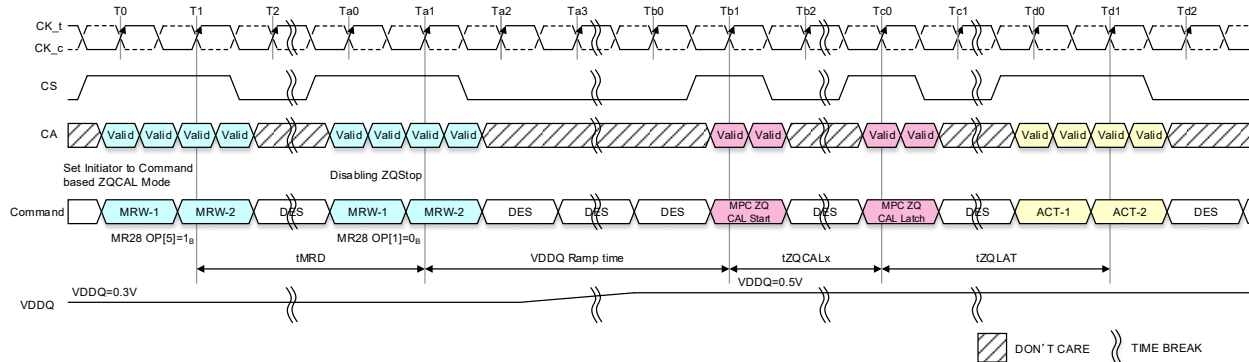 T0 T1 T2 Ta0 Ta1 Ta2 Ta3 Tb0 Tb1 Tb2 Tc0 Tc1 Td0 Td1 Td2
CK_t
CK_c
CS
CA Valid Valid Valid Valid Valid Valid Valid Valid Valid Valid Valid Valid Valid Valid Valid Valid
Set Initiator to Command
based ZQCAL Mode
Disabling ZQStop
Command MRW-1 MRW-2 DES MRW-1 MRW-2 DES DES DES MPC ZQ CAL Start DES MPC ZQ CAL Latch DES ACT-1 ACT-2 DES
MR28 OP[5]=1B MR28 OP[1]=0B
tMRD VDDQ Ramp time tZQCALx tZQLAT
VDDQ=0.3V VDDQ=0.5V
VDDQ
DON'T CARE TIME BREAK